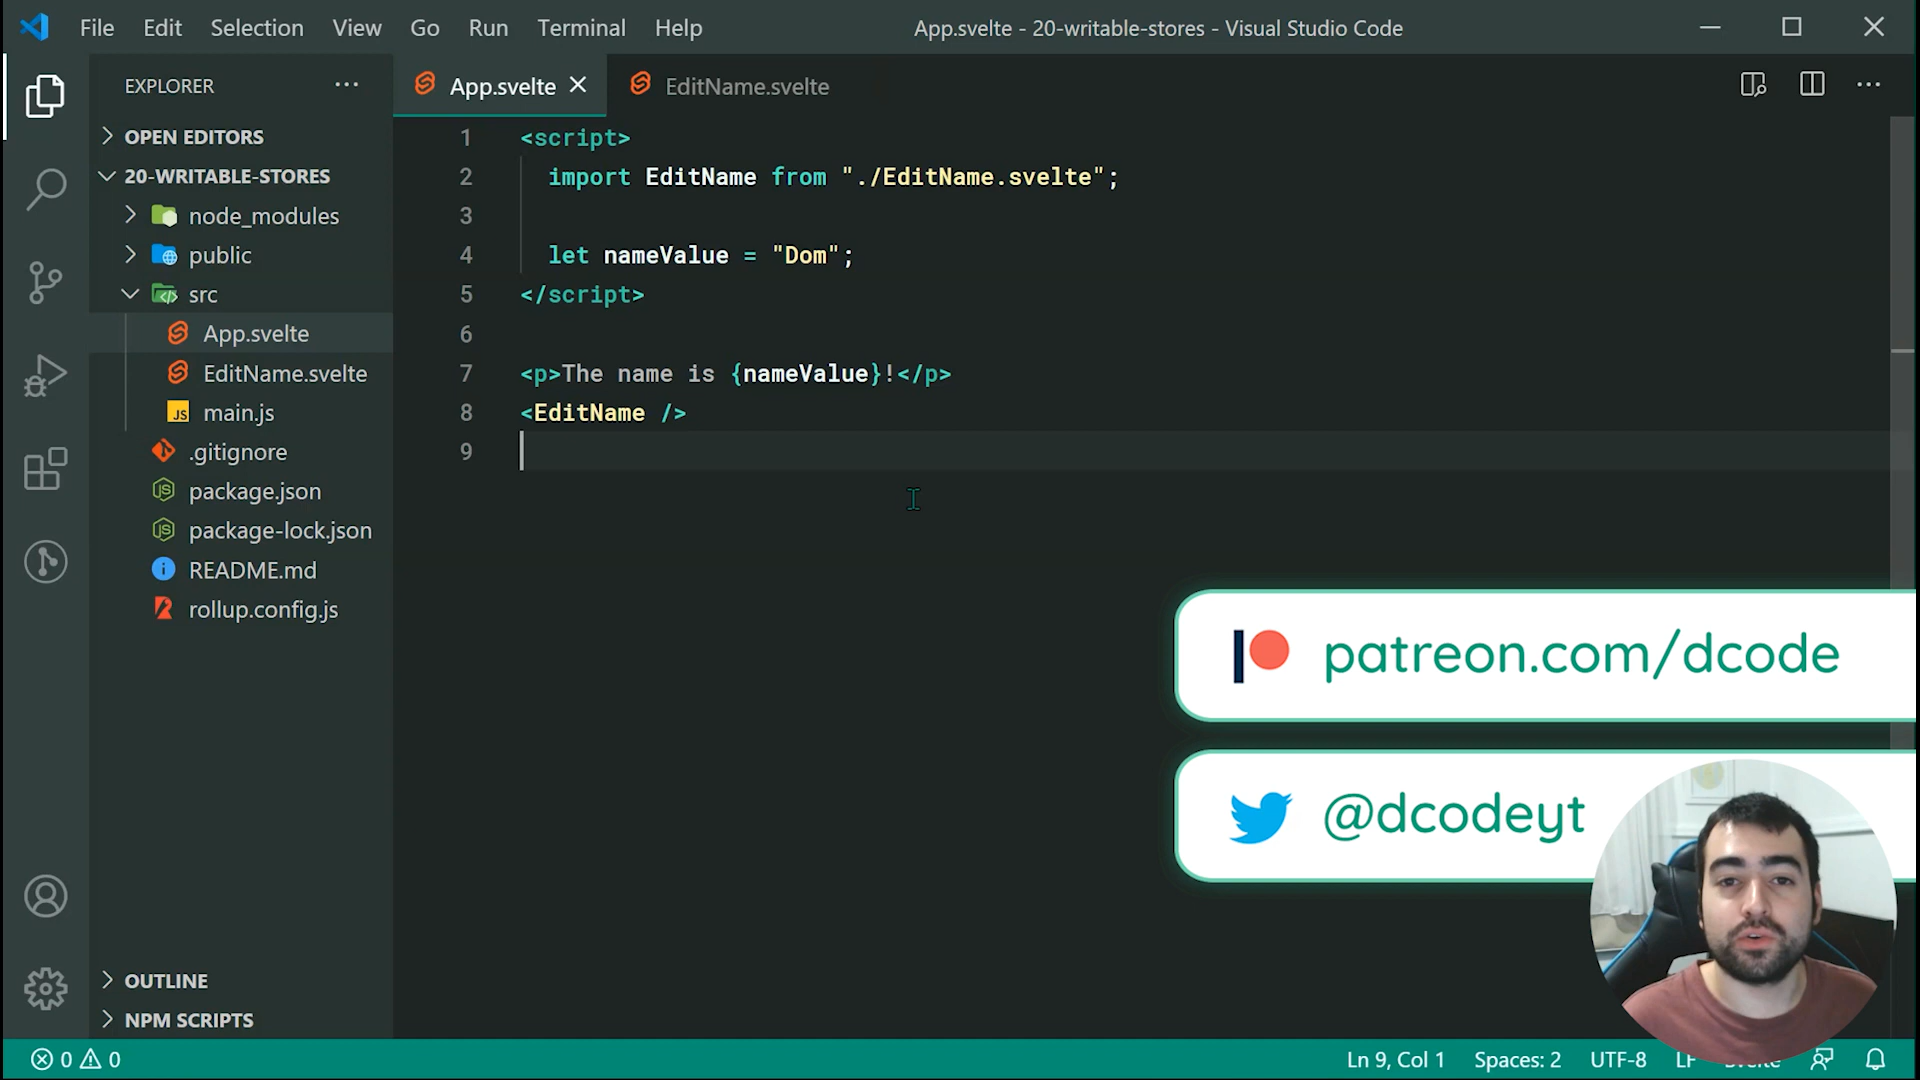 File Edit Selection View Go Run Terminal Help
App.svelte - 20-writable-stores - Visual Studio Code
EXPLORER
OPEN EDITORS
20-WRITABLE-STORES
node_modules
public
src
App.svelte
EditName.svelte
JS main.js
.gitignore
package.json
package-lock.json
README.md
rollup.config.js
OUTLINE
NPM SCRIPTS
App.svelte EditName.svelte
1 <script>
2 import EditName from "./EditName.svelte";
3
4 let nameValue = "Dom";
5 </script>
6
7 <p>The name is {nameValue}!</p>
8 <EditName />
9
patreon.com/dcode
@dcodeyt
0 0
Ln 9, Col 1 Spaces: 2 UTF-8 LF Svelte